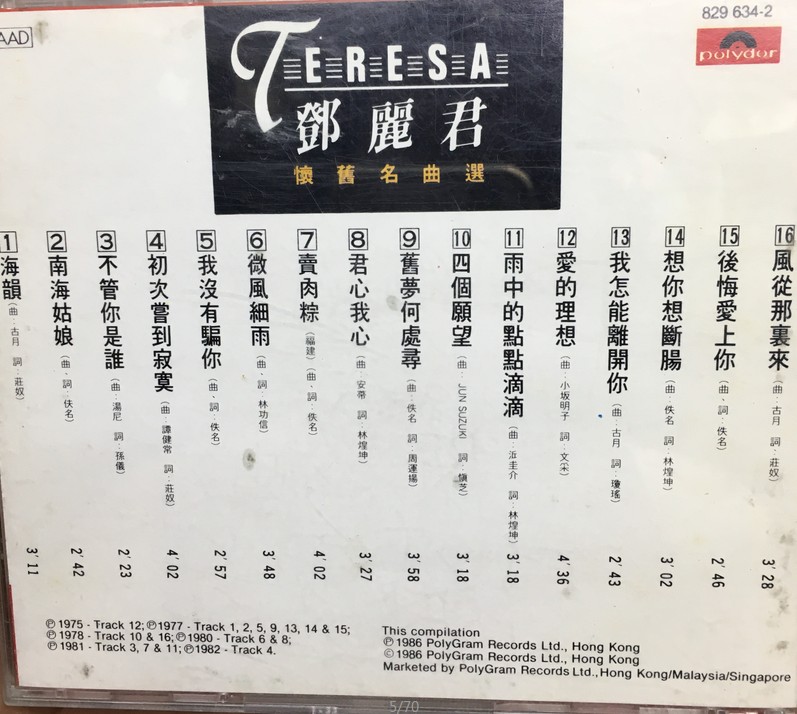 AAD
829 634-2
polydor
TERESA
鄧麗君
懷舊名曲選
1 海韻(曲:古月 詞:莊奴) 3'11
2 南海姑娘(曲、詞:佚名) 2'42
3 不管你是誰(曲:湯尼 詞:孫儀) 2'23
4 初次嘗到寂寞(曲:譚健常 詞:莊奴) 4'02
5 我沒有騙你(曲、詞:佚名) 2'57
6 微風細雨(曲、詞:林功信) 3'48
7 賣肉粽(福建)(曲、詞:佚名) 4'02
8 君心我心(曲:安蒂 詞:林煌坤) 3'27
9 舊夢何處尋(曲:佚名 詞:周運揚) 3'58
10 四個願望(曲:JUN SUZUKI 詞:慎芝) 3'18
11 雨中的點點滴滴(曲:圭介 詞:林煌坤) 3'18
12 愛的理想(曲:小坂明子 詞:文采) 4'36
13 我怎能離開你(曲:古月 詞:瓊瑤) 2'43
14 想你想斷腸(曲:佚名 詞:林煌坤) 3'02
15 後悔愛上你(曲、詞:佚名) 2'46
16 風從那裏來(曲:古月 詞:莊奴) 3'28
℗1975 - Track 12; ℗1977 - Track 1, 2, 5, 9, 13, 14 & 15;
℗1978 - Track 10 & 16; ℗1980 - Track 6 & 8;
℗1981 - Track 3, 7 & 11; ℗1982 - Track 4.
This compilation
℗1986 PolyGram Records Ltd., Hong Kong
©1986 PolyGram Records Ltd., Hong Kong
Marketed by PolyGram Records Ltd., Hong Kong/Malaysia/Singapore
5/70